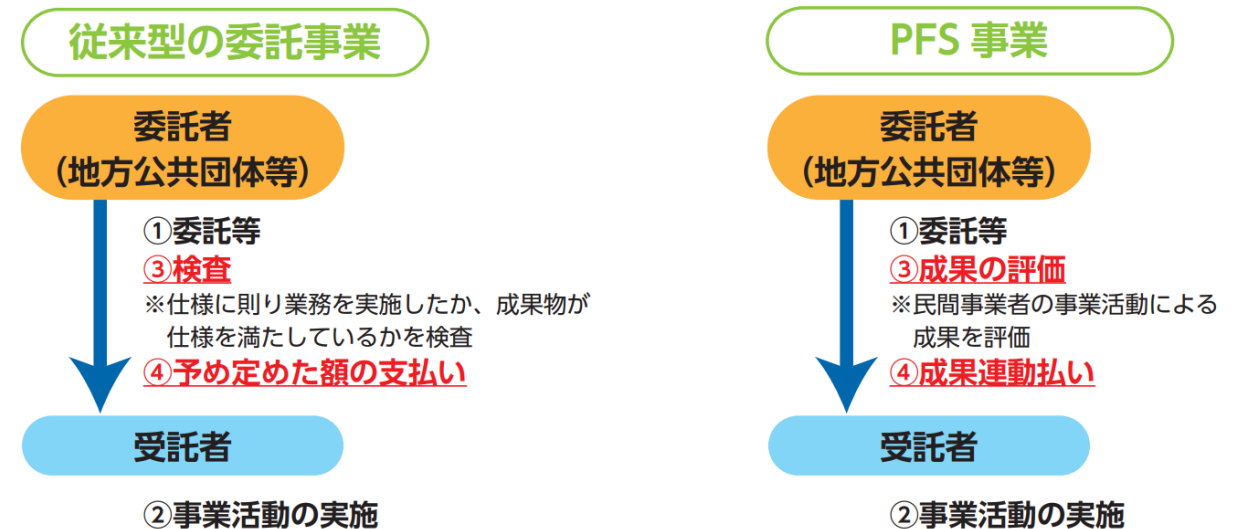 従来型の委託事業
委託者
(地方公共団体等)
①委託等
③検査
※仕様に則り業務を実施したか、成果物が
仕様を満たしているかを検査
④予め定めた額の支払い
受託者
②事業活動の実施
PFS 事業
委託者
(地方公共団体等)
①委託等
③成果の評価
※民間事業者の事業活動による
成果を評価
④成果連動払い
受託者
②事業活動の実施